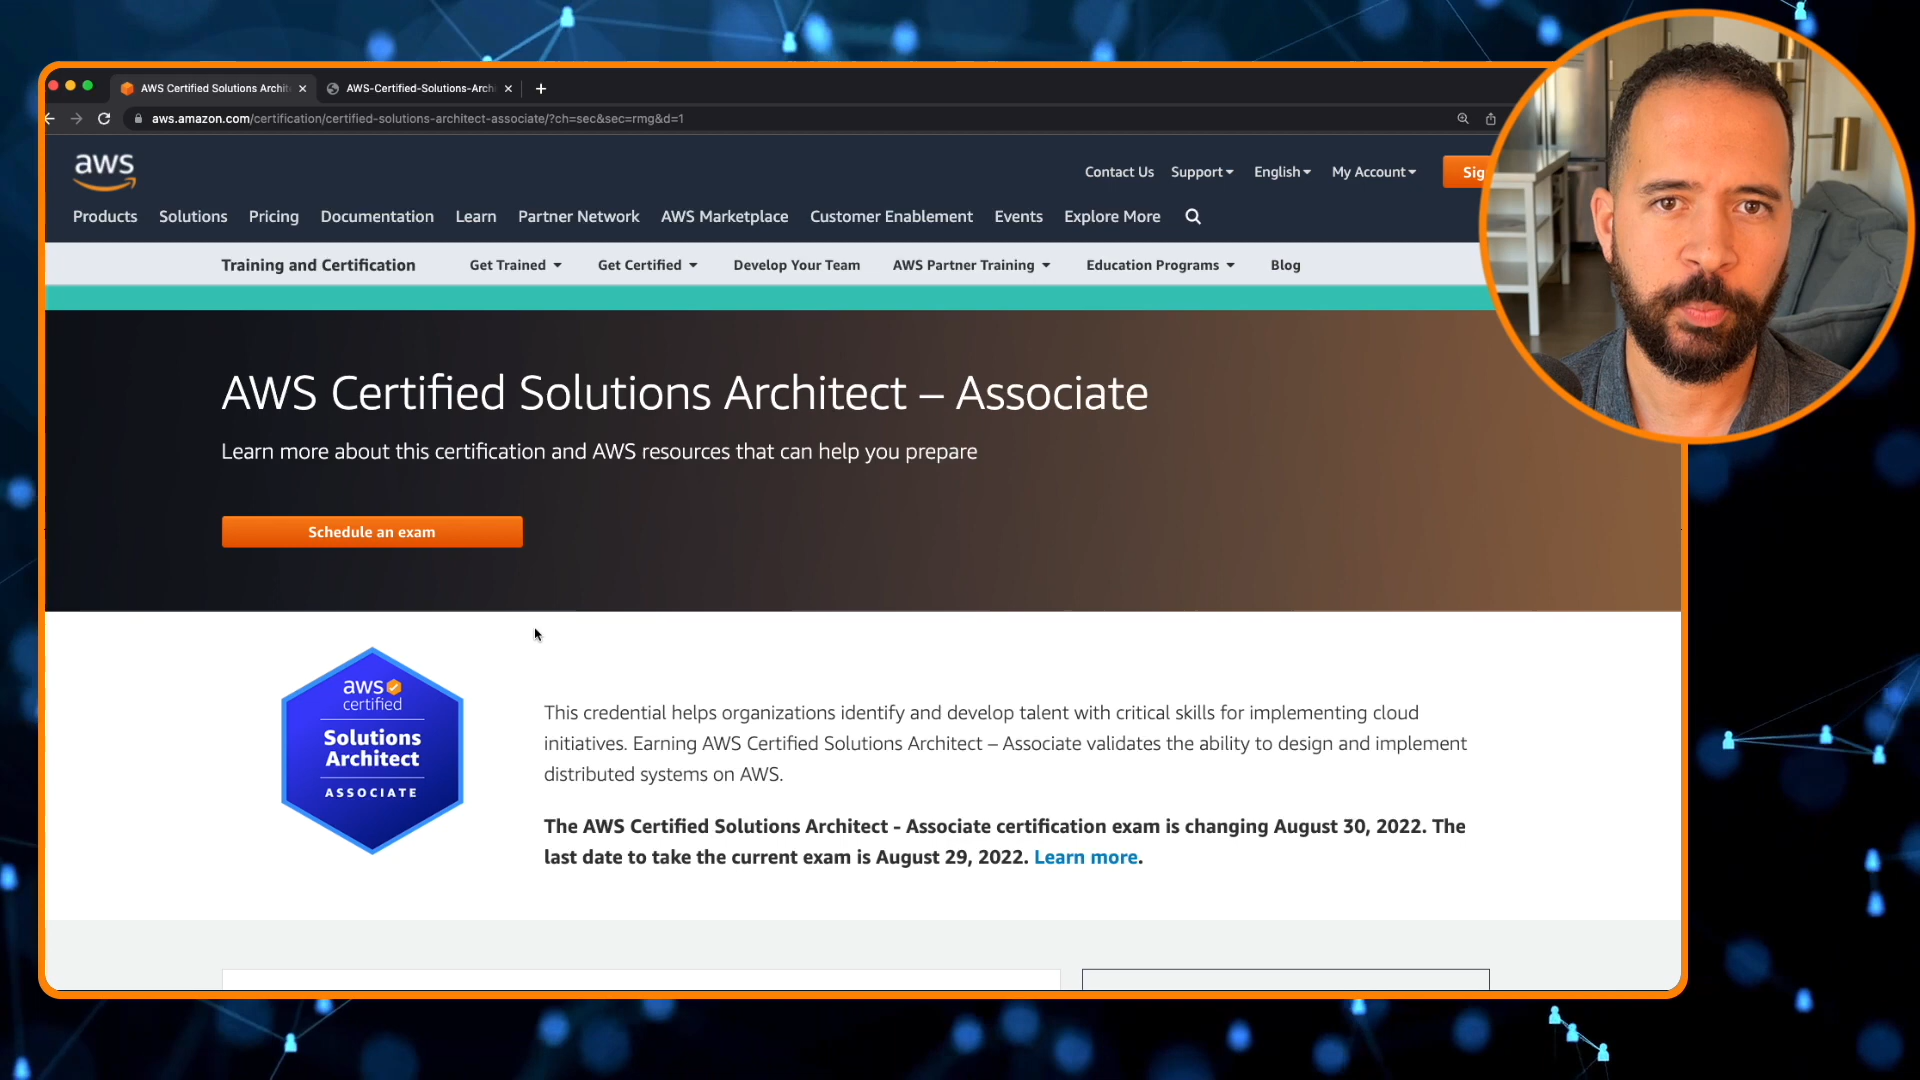 AWS Certified Solutions Archit
AWS-Certified-Solutions-Arch
aws.amazon.com/certification/certified-solutions-architect-associate/?ch=sec&sec=rmg&d=1
aws
Contact Us Support English My Account Sig
Products Solutions Pricing Documentation Learn Partner Network AWS Marketplace Customer Enablement Events Explore More
Training and Certification Get Trained Get Certified Develop Your Team AWS Partner Training Education Programs Blog
AWS Certified Solutions Architect – Associate
Learn more about this certification and AWS resources that can help you prepare
Schedule an exam
aws
certified
Solutions
Architect
ASSOCIATE
This credential helps organizations identify and develop talent with critical skills for implementing cloud
initiatives. Earning AWS Certified Solutions Architect – Associate validates the ability to design and implement
distributed systems on AWS.
The AWS Certified Solutions Architect - Associate certification exam is changing August 30, 2022. The
last date to take the current exam is August 29, 2022. Learn more.